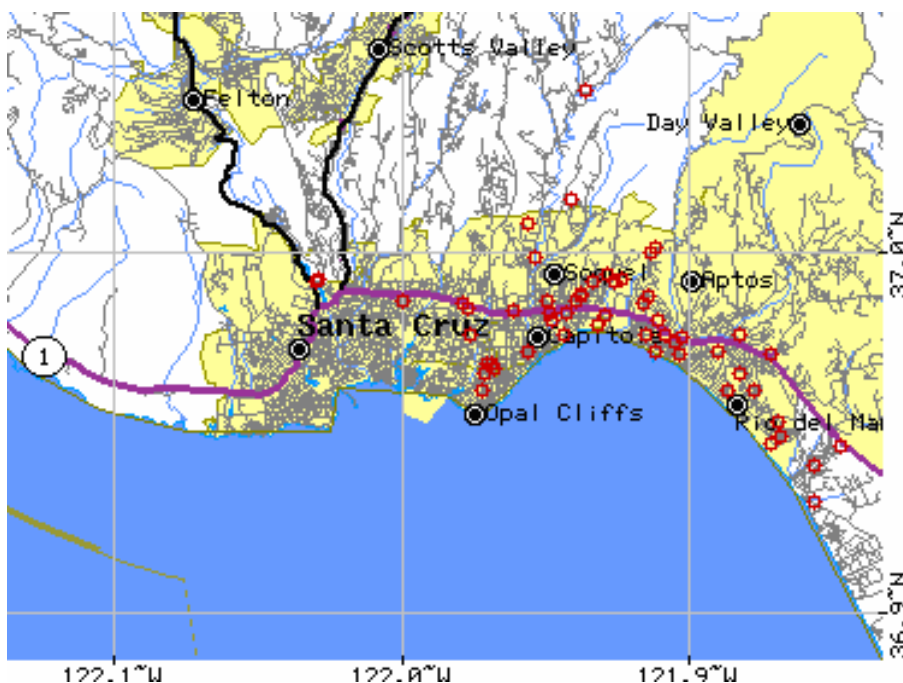 Scotts Valley
Felton
Day Valley
37.0~N
Soquel
Aptos
Santa Cruz
1
Capitola
Opal Cliffs
Rio del Mar
36.9~N
122.1~W
122.0~W
121.9~W